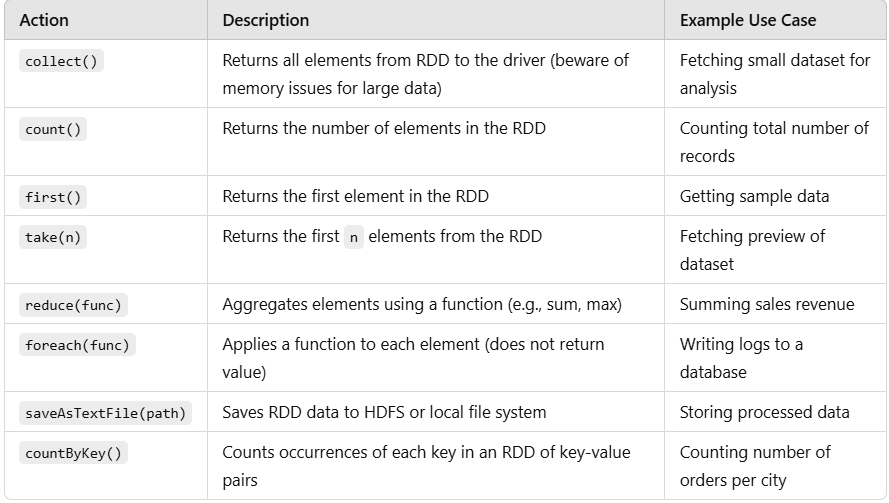 Action Description Example Use Case
collect() Returns all elements from RDD to the driver (beware of Fetching small dataset for
memory issues for large data) analysis
count() Returns the number of elements in the RDD Counting total number of
records
first() Returns the first element in the RDD Getting sample data
take(n) Returns the first n elements from the RDD Fetching preview of
dataset
reduce(func) Aggregates elements using a function (e.g., sum, max) Summing sales revenue
foreach(func) Applies a function to each element (does not return Writing logs to a
value) database
saveAsTextFile(path) Saves RDD data to HDFS or local file system Storing processed data
countByKey() Counts occurrences of each key in an RDD of key-value Counting number of
pairs orders per city